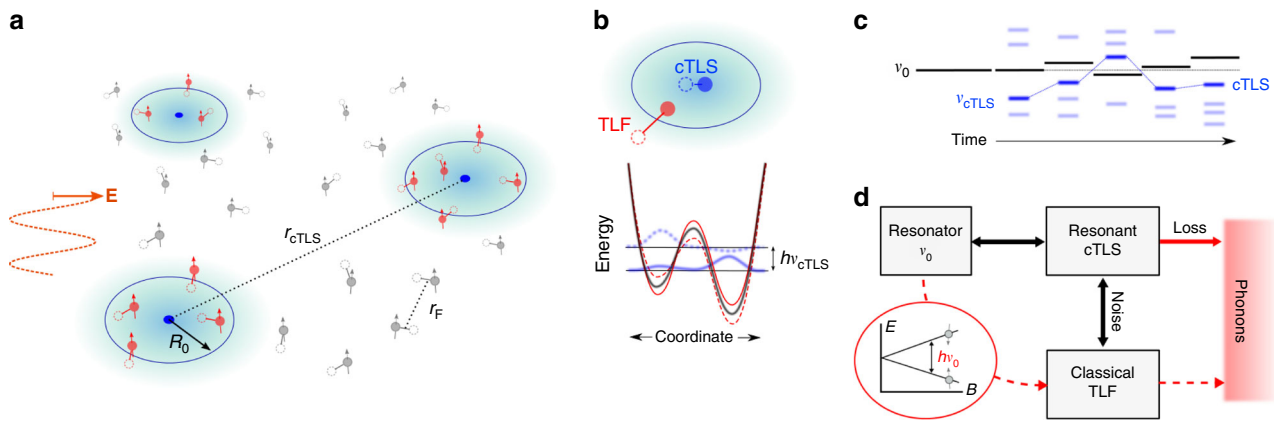 a
E
r_cTLS
r_F
R_0
b
cTLS
TLF
Energy
hν_cTLS
Coordinate
c
ν_0
ν_cTLS
cTLS
Time
d
Resonator
ν_0
Resonant
cTLS
Loss
Phonons
Noise
E
hν_0
B
Classical
TLF